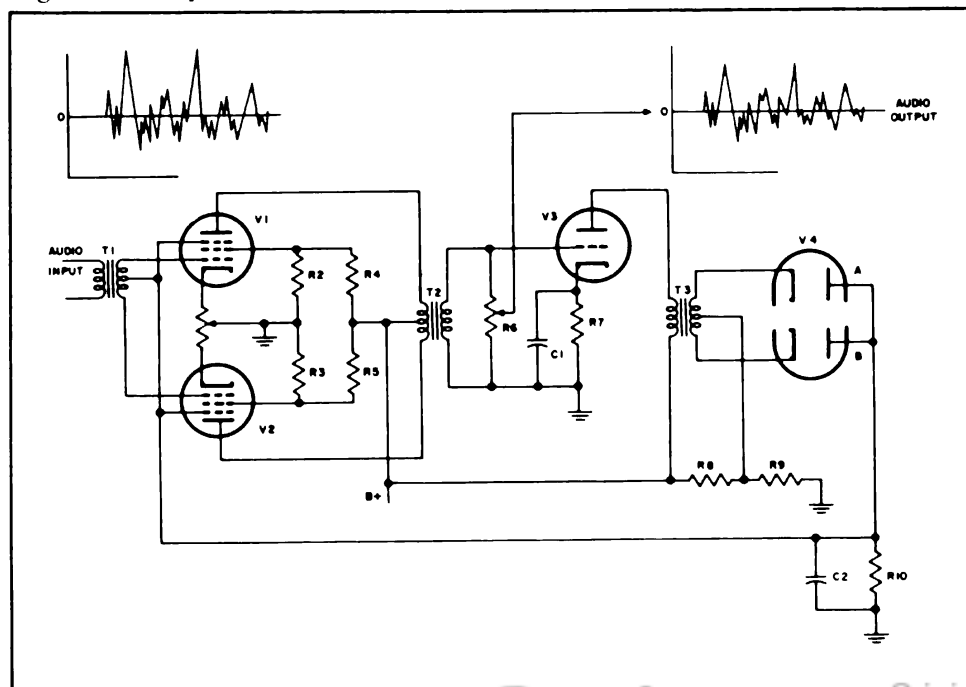 0
0
AUDIO
OUTPUT
V1
V3
V4
AUDIO
INPUT
T1
R2
R4
A
T2
R6
R7
T3
C1
R3
R5
B
V2
B+
R8
R9
C2
R10